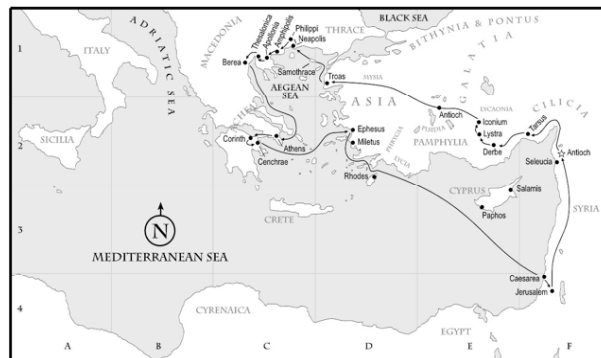 BLACK SEA
ITALY
ADRIATIC SEA
MACEDONIA
THRACE
BITHYNIA & PONTUS
GALATIA
1
Philippi
Neapolis
Amphipolis
Apollonia
Thessalonica
Berea
Samothrace
Troas
MYSIA
AEGEAN
SEA
ASIA
Antioch
LYCAONIA
CILICIA
Iconium
Lystra
Derbe
Tarsus
PISIDIA
PAMPHYLIA
PHRYGIA
LYCIA
SICILIA
2
Corinth
Athens
Cenchrae
Ephesus
Miletus
Rhodes
Antioch
Seleucia
CYPRUS
Salamis
Paphos
SYRIA
CRETE
N
MEDITERRANEAN SEA
3
Caesarea
Jerusalem
4
CYRENAICA
EGYPT
A
B
C
D
E
F